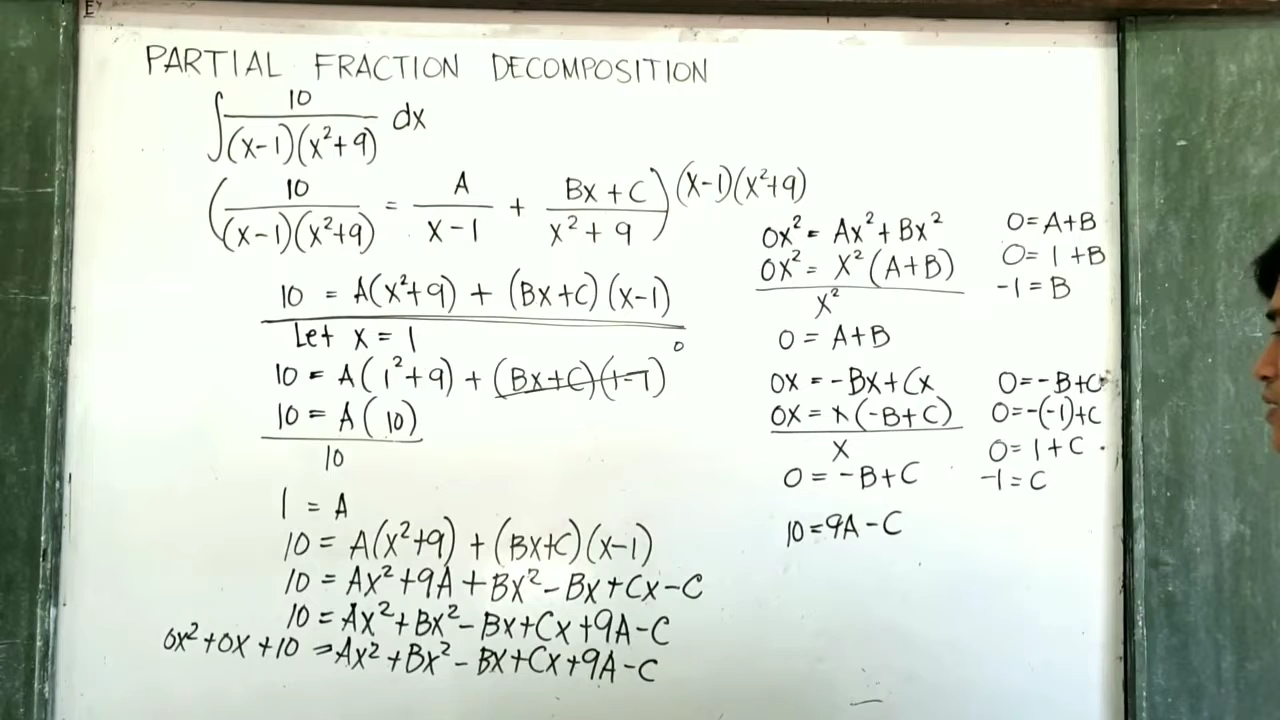 PARTIAL FRACTION DECOMPOSITION
∫ 10 / (x-1)(x²+9) dx
( 10 / (x-1)(x²+9) = A / x-1 + Bx+C / x²+9 ) (x-1)(x²+9)
10 = A(x²+9) + (Bx+C)(x-1)
Let x = 1
10 = A(1²+9) + (Bx+C)(1-1) 0
10 = A(10)
10
1 = A
10 = A(x²+9) + (Bx+C)(x-1)
10 = Ax²+9A+Bx²-Bx+Cx-C
10 = Ax²+Bx²-Bx+Cx+9A-C
0x²+0x+10 = Ax²+Bx²-Bx+Cx+9A-C
0x² = Ax²+Bx²
0x² = x²(A+B)
x²
0 = A+B
0x = -Bx+Cx
0x = x(-B+C)
x
0 = -B+C
10=9A-C
0=A+B
0=1+B
-1=B
0=-B+C
0=-(-1)+C
0=1+C
-1=C